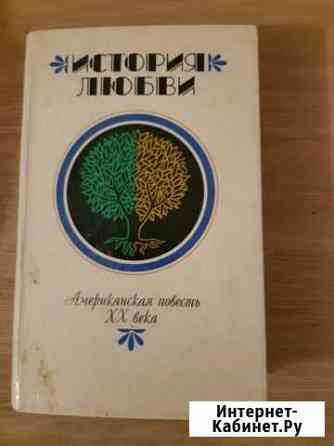 ИСТОРИЯ
ЛЮБВИ
Американская повесть
XX века
Интернет-
Кабинет.Ру